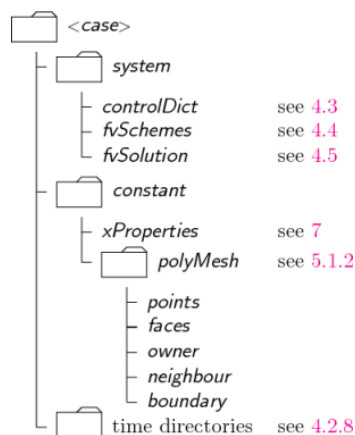 <case>
system
controlDict see 4.3
fvSchemes see 4.4
fvSolution see 4.5
constant
xProperties see 7
polyMesh see 5.1.2
points
faces
owner
neighbour
boundary
time directories see 4.2.8